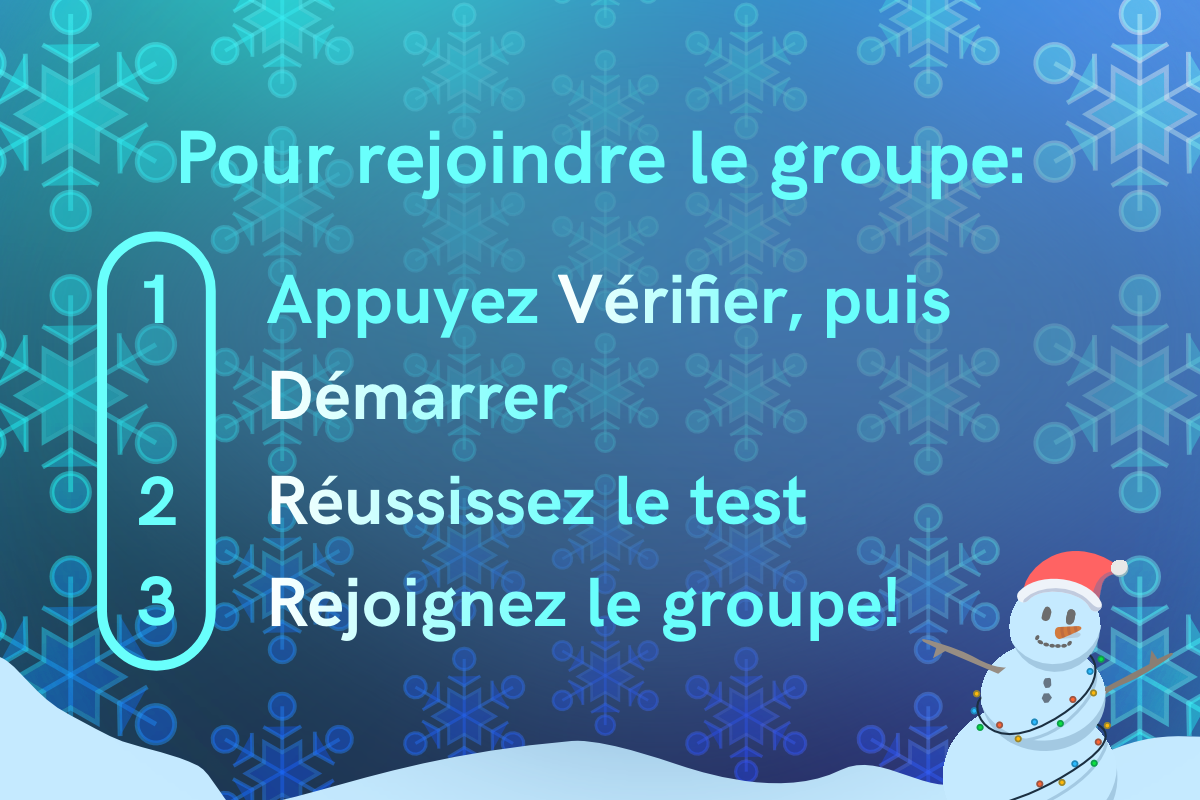 Pour rejoindre le groupe:
1 Appuyez Vérifier, puis
Démarrer
2 Réussissez le test
3 Rejoignez le groupe!